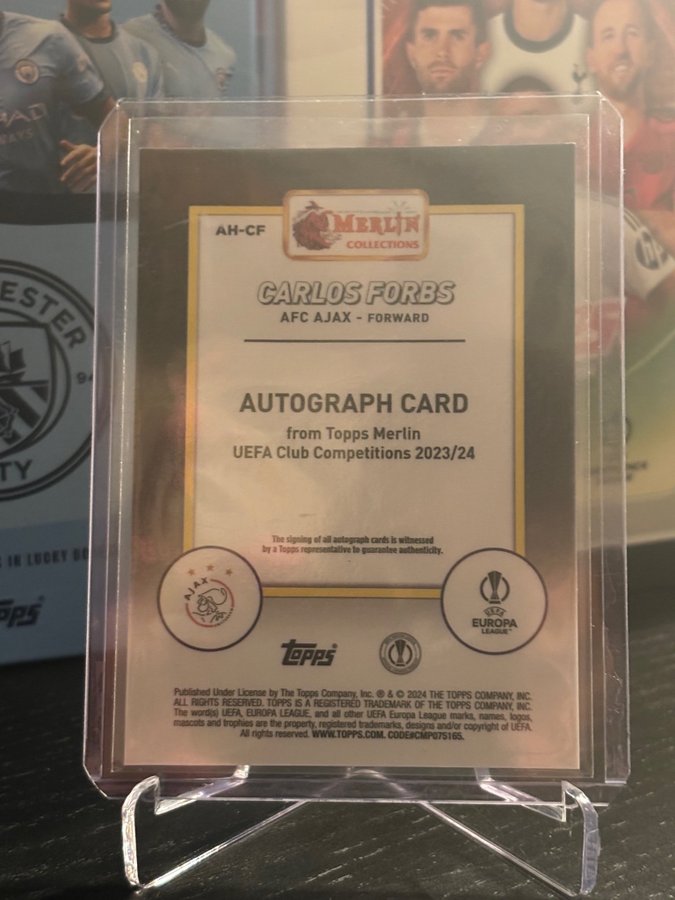 AH-CF
MERLIN
COLLECTIONS
CARLOS FORBS
AFC AJAX - FORWARD
AUTOGRAPH CARD
from Topps Merlin
UEFA Club Competitions 2023/24
The signing of all autograph cards is witnessed
by a Topps representative to guarantee authenticity.
AJAX
UEFA
EUROPA
LEAGUE
topps
Published Under License by The Topps Company, Inc. ® & © 2024 THE TOPPS COMPANY, INC.
ALL RIGHTS RESERVED. TOPPS IS A REGISTERED TRADEMARK OF THE TOPPS COMPANY, INC.
The word(s) UEFA, EUROPA LEAGUE, and all other UEFA Europa League marks, names, logos,
mascots and trophies are the property, registered trademarks, designs and/or copyright of UEFA.
All rights reserved. WWW.TOPPS.COM. CODE#CMP075165.
hp